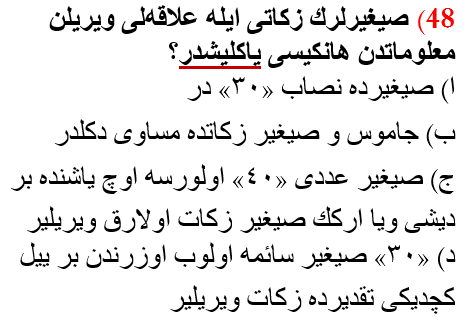 48) صیغیرلرك زكاتی ایله علاقه‌لی ویریلن
معلوماتدن هانكیسی یاكلیشدر؟
ا) صیغیرده نصاب «٣٠» در
ب) جاموس و صیغیر زكاتده مساوی دكلدر
ج) صیغیر عددی «٤٠» اولورسه اوچ یاشنده بر
دیشی ویا اركك صیغیر زكات اولارق ویریلیر
د) «٣٠» صیغیر سائمه اولوب اوزرندن بر ییل
كچدیكی تقدیرده زكات ویریلیر